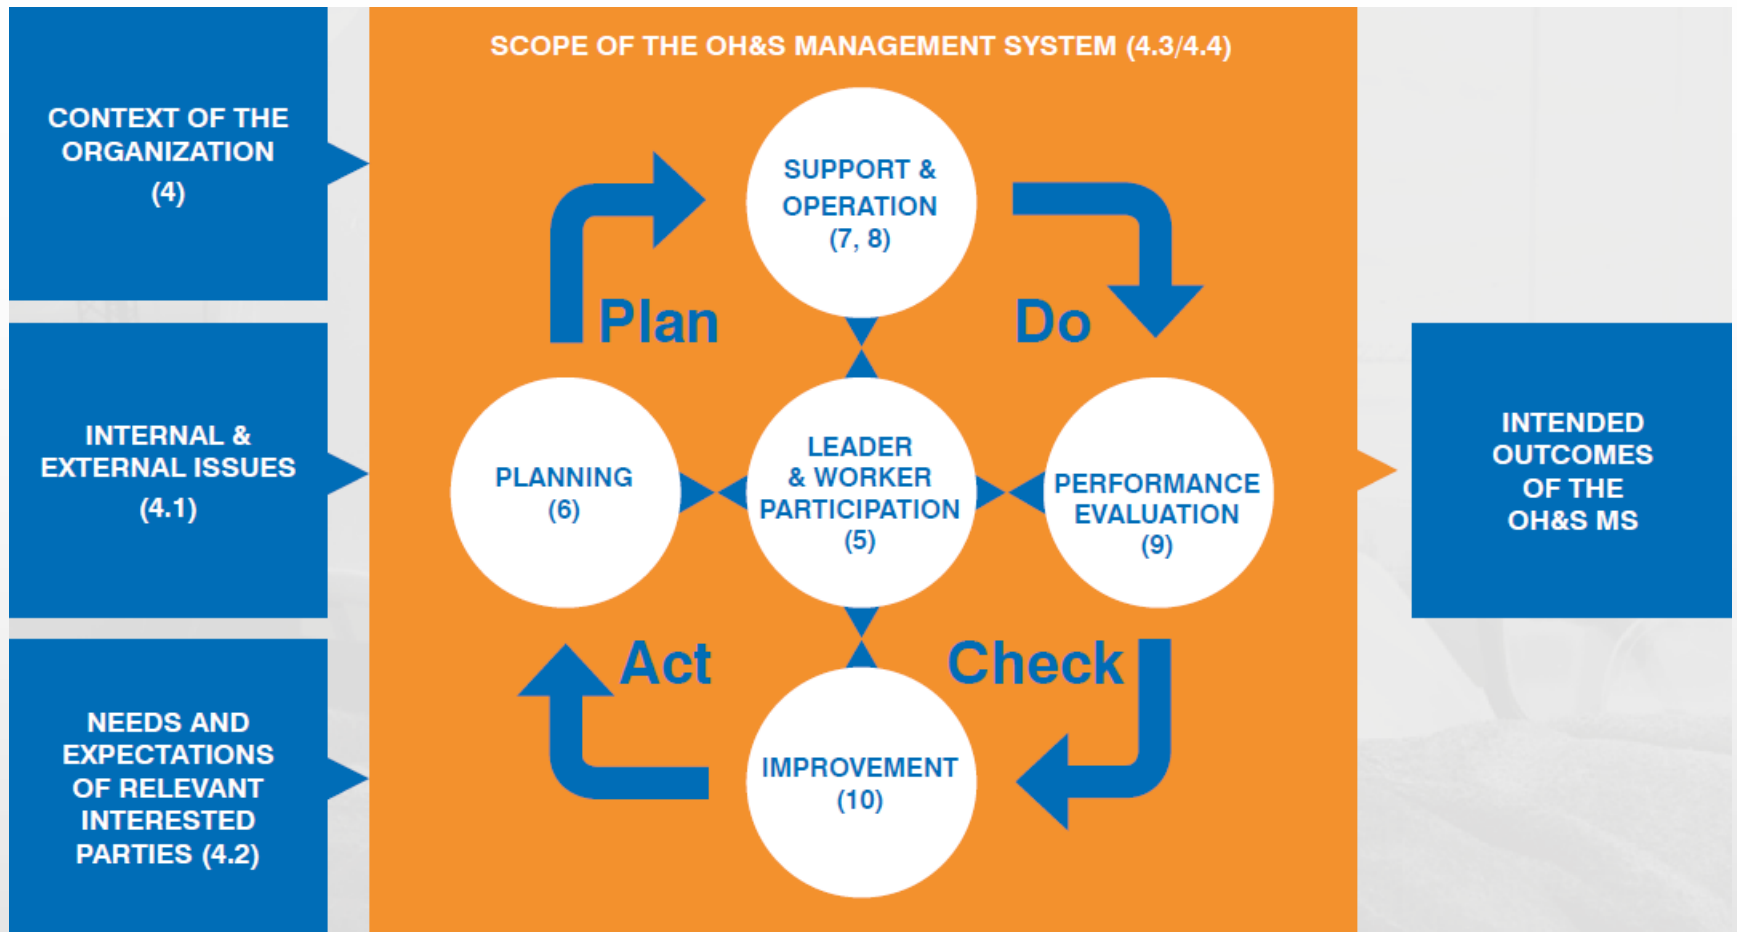 SCOPE OF THE OH&S MANAGEMENT SYSTEM (4.3/4.4)
CONTEXT OF THE
ORGANIZATION
(4)
INTERNAL &
EXTERNAL ISSUES
(4.1)
NEEDS AND
EXPECTATIONS
OF RELEVANT
INTERESTED
PARTIES (4.2)
SUPPORT &
OPERATION
(7, 8)
Plan
Do
PLANNING
(6)
LEADER
& WORKER
PARTICIPATION
(5)
PERFORMANCE
EVALUATION
(9)
Act
Check
IMPROVEMENT
(10)
INTENDED
OUTCOMES
OF THE
OH&S MS